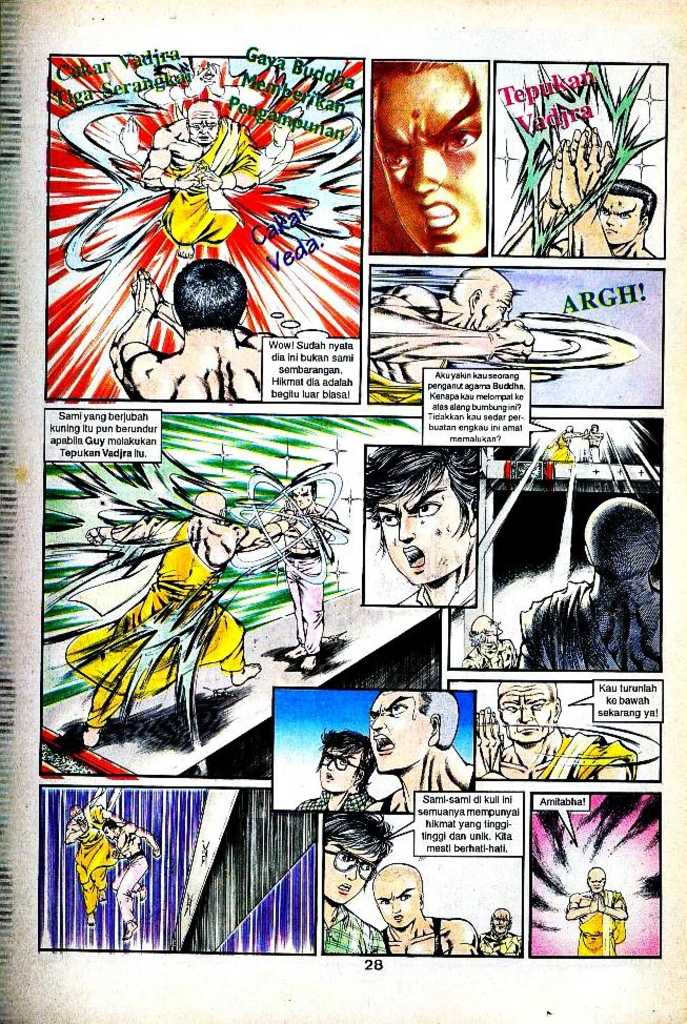 Cakar Vadjra
Tiga Serangkai
Gaya Buddha
Memberikan
Pengampunan
Cakar
Veda.
Wow! Sudah nyata
dia ini bukan sami
sembarangan.
Hikmat dia adalah
begitu luar biasa!
Tepukan
Vadjra
ARGH!
Aku yakin kau seorang
penganut agama Buddha.
Kenapa kau melompat ke
atas alang bumbung ini?
Tidakkan kau sedar per-
buatan engkau ini amat
memalukan?
Sami yang berjubah
kuning itu pun berundur
apabila Guy melakukan
Tepukan Vadjra itu.
Kau turunlah
ke bawah
sekarang ya!
Sami-sami di kuil ini
semuanya mempunyai
hikmat yang tinggi-
tinggi dan unik. Kita
mesti berhati-hati.
Amitabha!
28